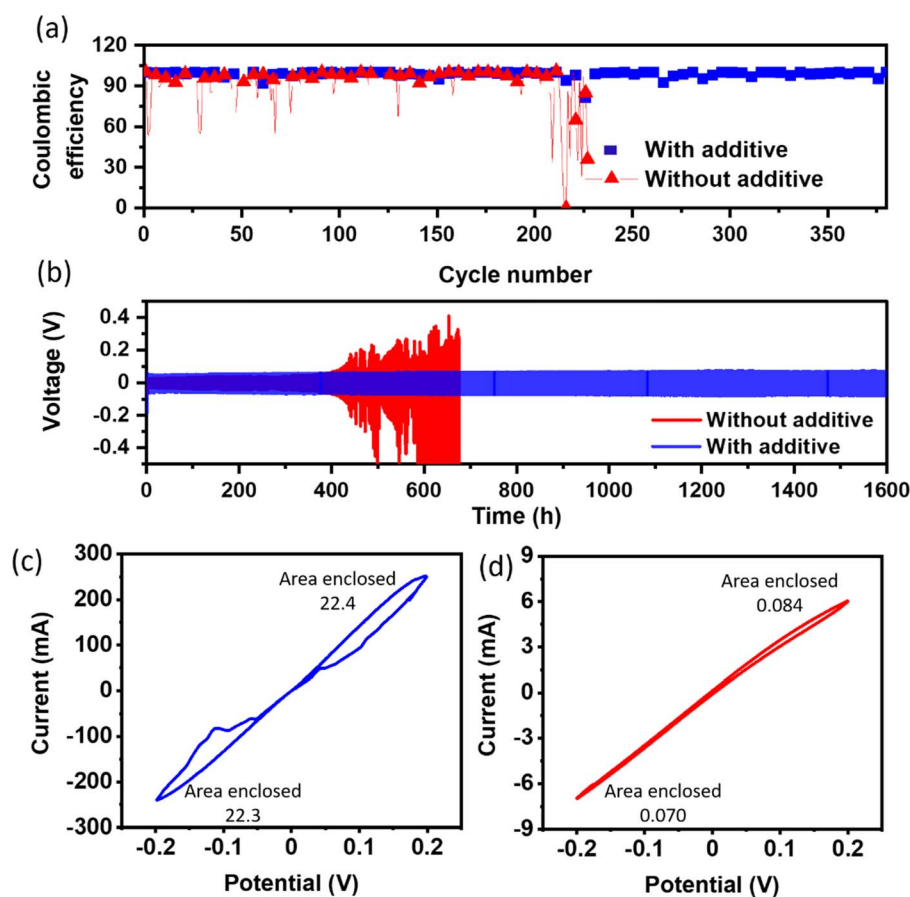 (a)
120
90
60
30
0
Coulombic
efficiency
With additive
Without additive
0 50 100 150 200 250 300 350
Cycle number
(b)
0.4
0.2
0
-0.2
-0.4
Voltage (V)
Without additive
With additive
0 200 400 600 800 1000 1200 1400 1600
Time (h)
(c)
300
200
100
0
-100
-200
-300
Current (mA)
Area enclosed
22.4
Area enclosed
22.3
-0.2 -0.1 0 0.1 0.2
Potential (V)
(d)
9
6
3
0
-3
-6
-9
Current (mA)
Area enclosed
0.084
Area enclosed
0.070
-0.2 -0.1 0 0.1 0.2
Potential (V)